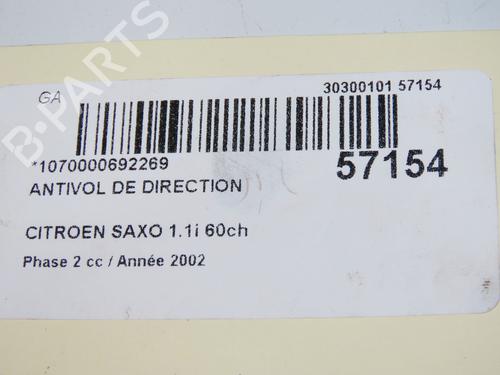 GA
30300101 57154
*1070000692269
57154
ANTIVOL DE DIRECTION
CITROEN SAXO 1.1i 60ch
Phase 2 cc / Année 2002
B-PARTS